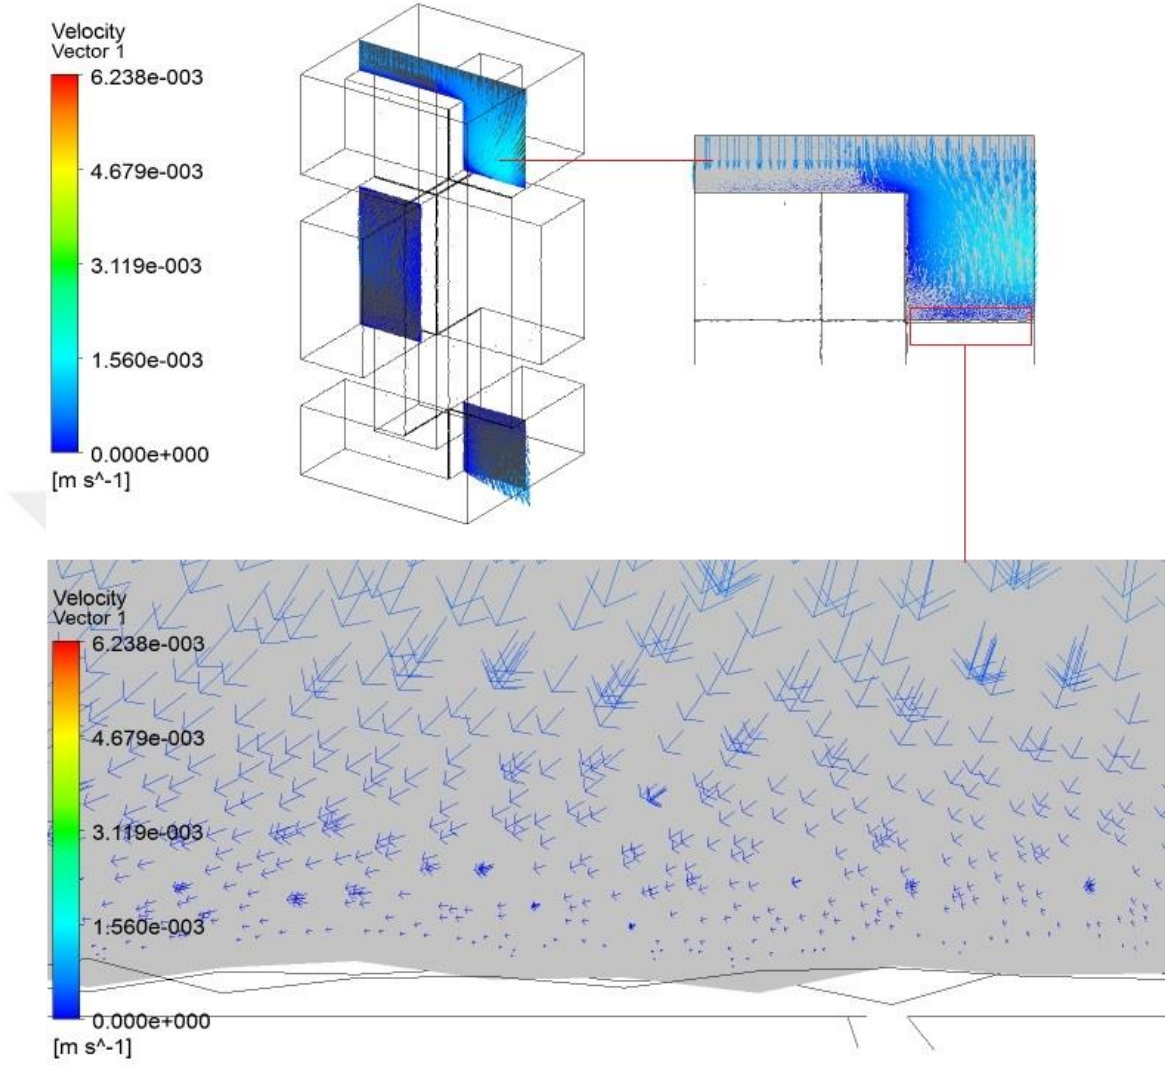 Velocity
Vector 1
6.238e-003
4.679e-003
3.119e-003
1.560e-003
0.000e+000
[m s^-1]
Velocity
Vector 1
6.238e-003
4.679e-003
3.119e-003
1.560e-003
0.000e+000
[m s^-1]